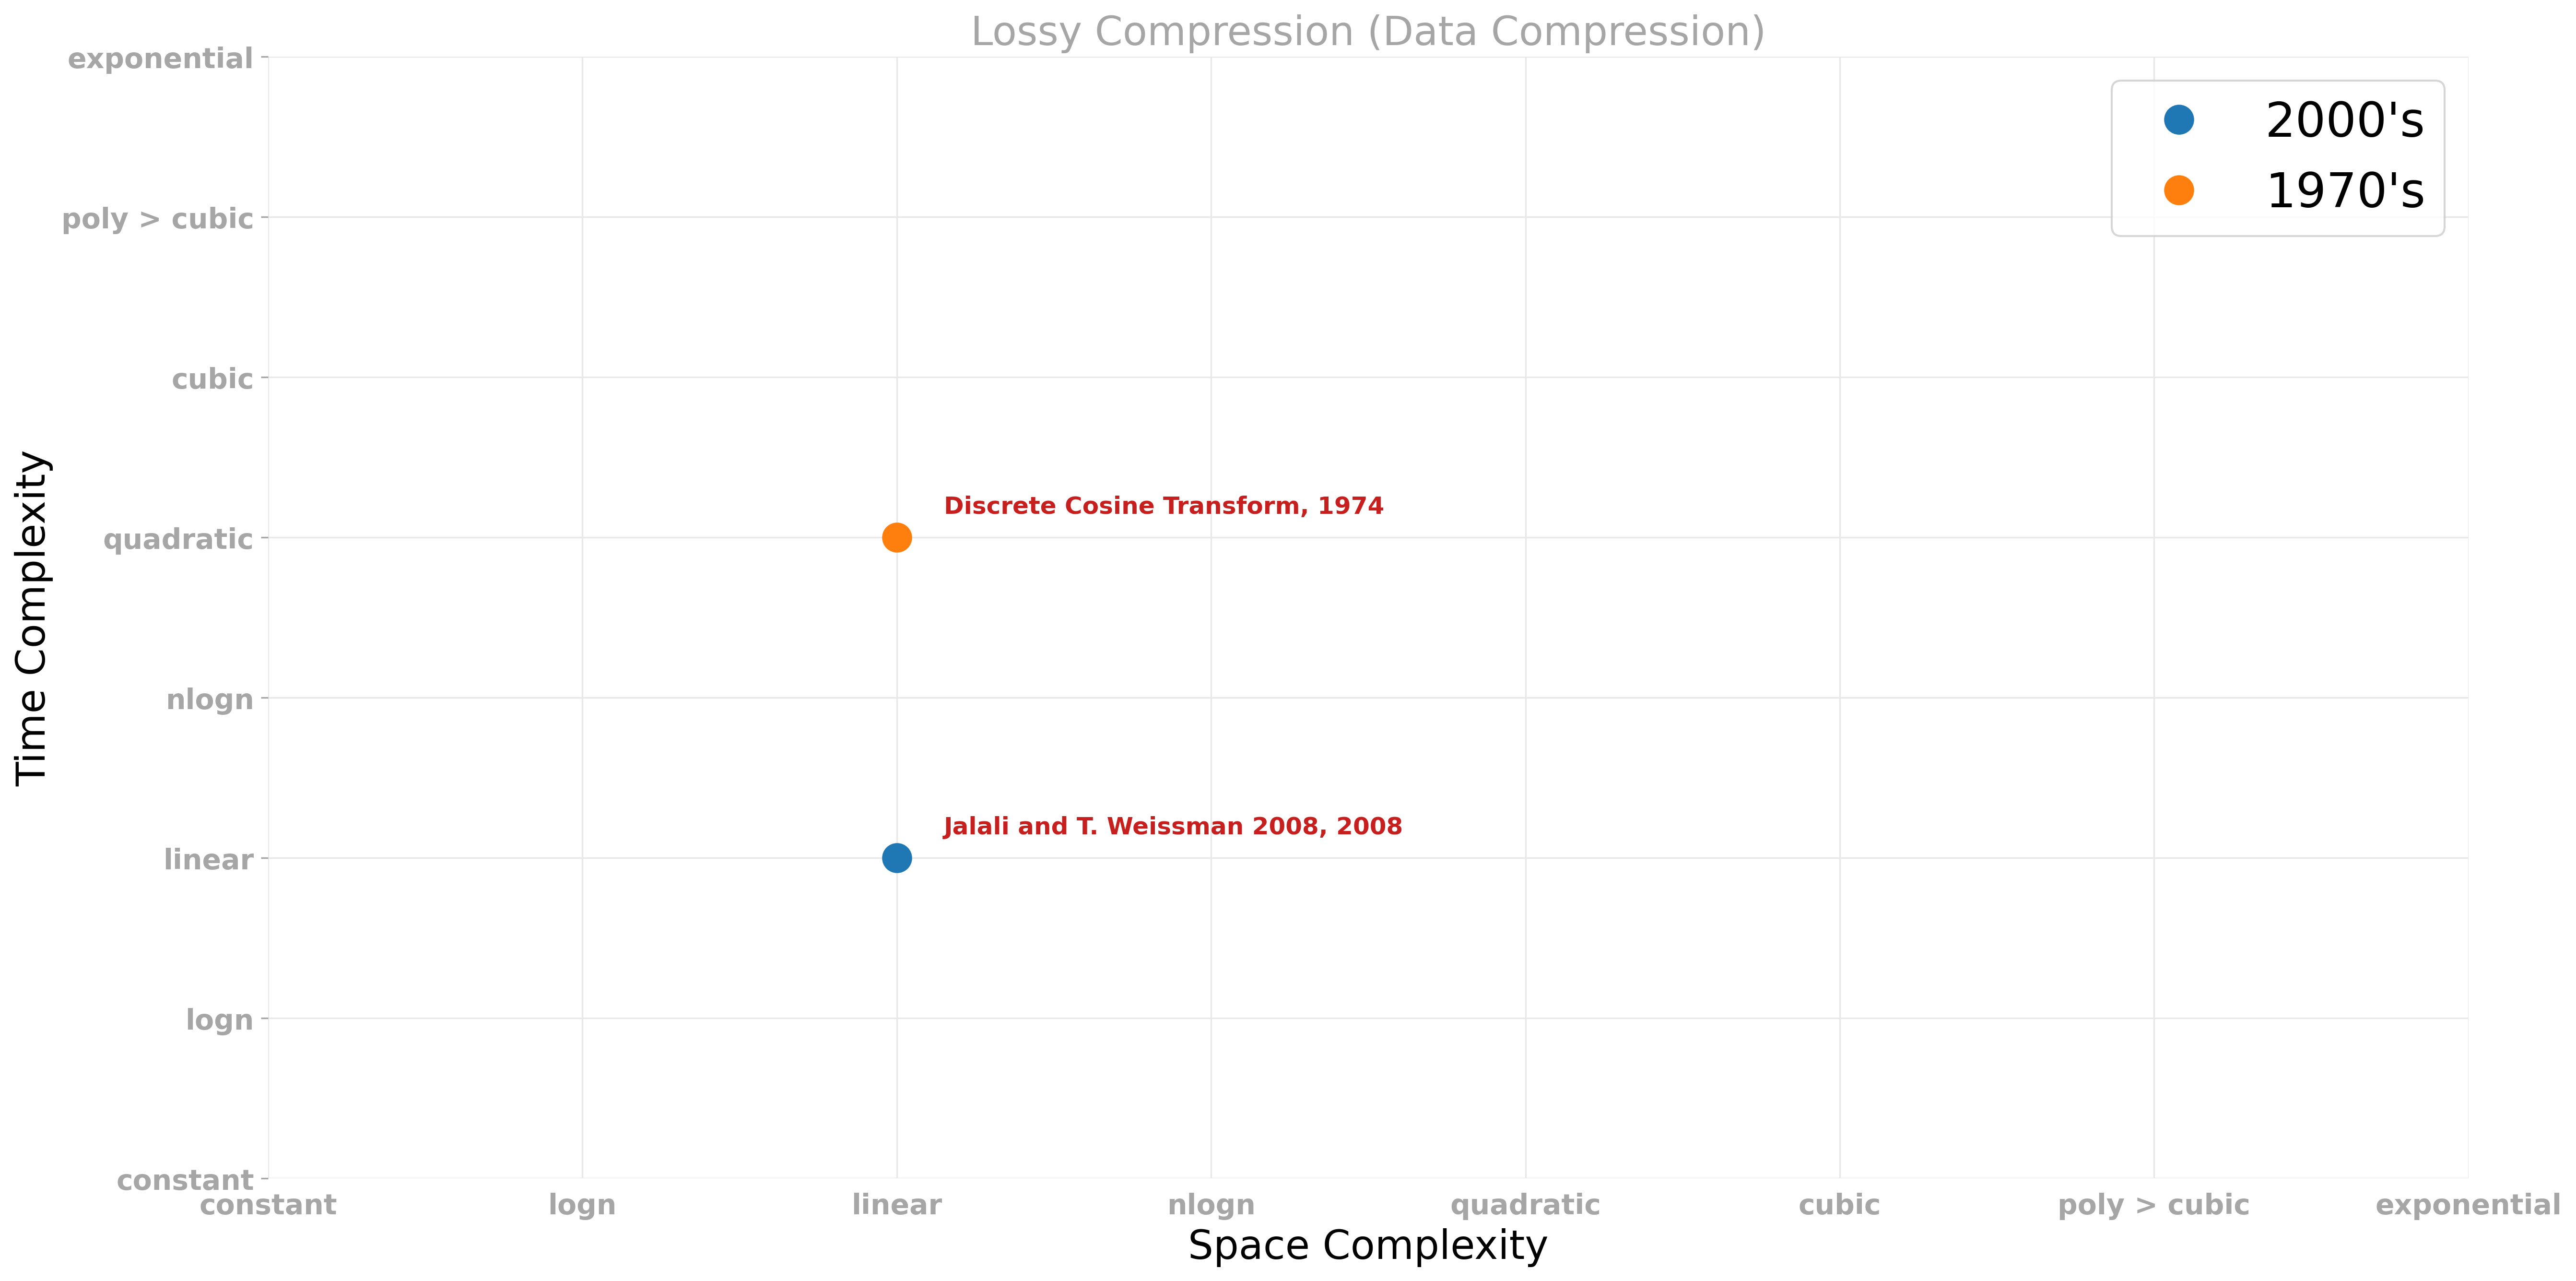 Lossy Compression (Data Compression)
exponential
poly > cubic
cubic
quadratic
nlogn
linear
logn
constant
Time Complexity
2000's
1970's
Discrete Cosine Transform, 1974
Jalali and T. Weissman 2008, 2008
constant
logn
linear
nlogn
quadratic
cubic
poly > cubic
exponential
Space Complexity